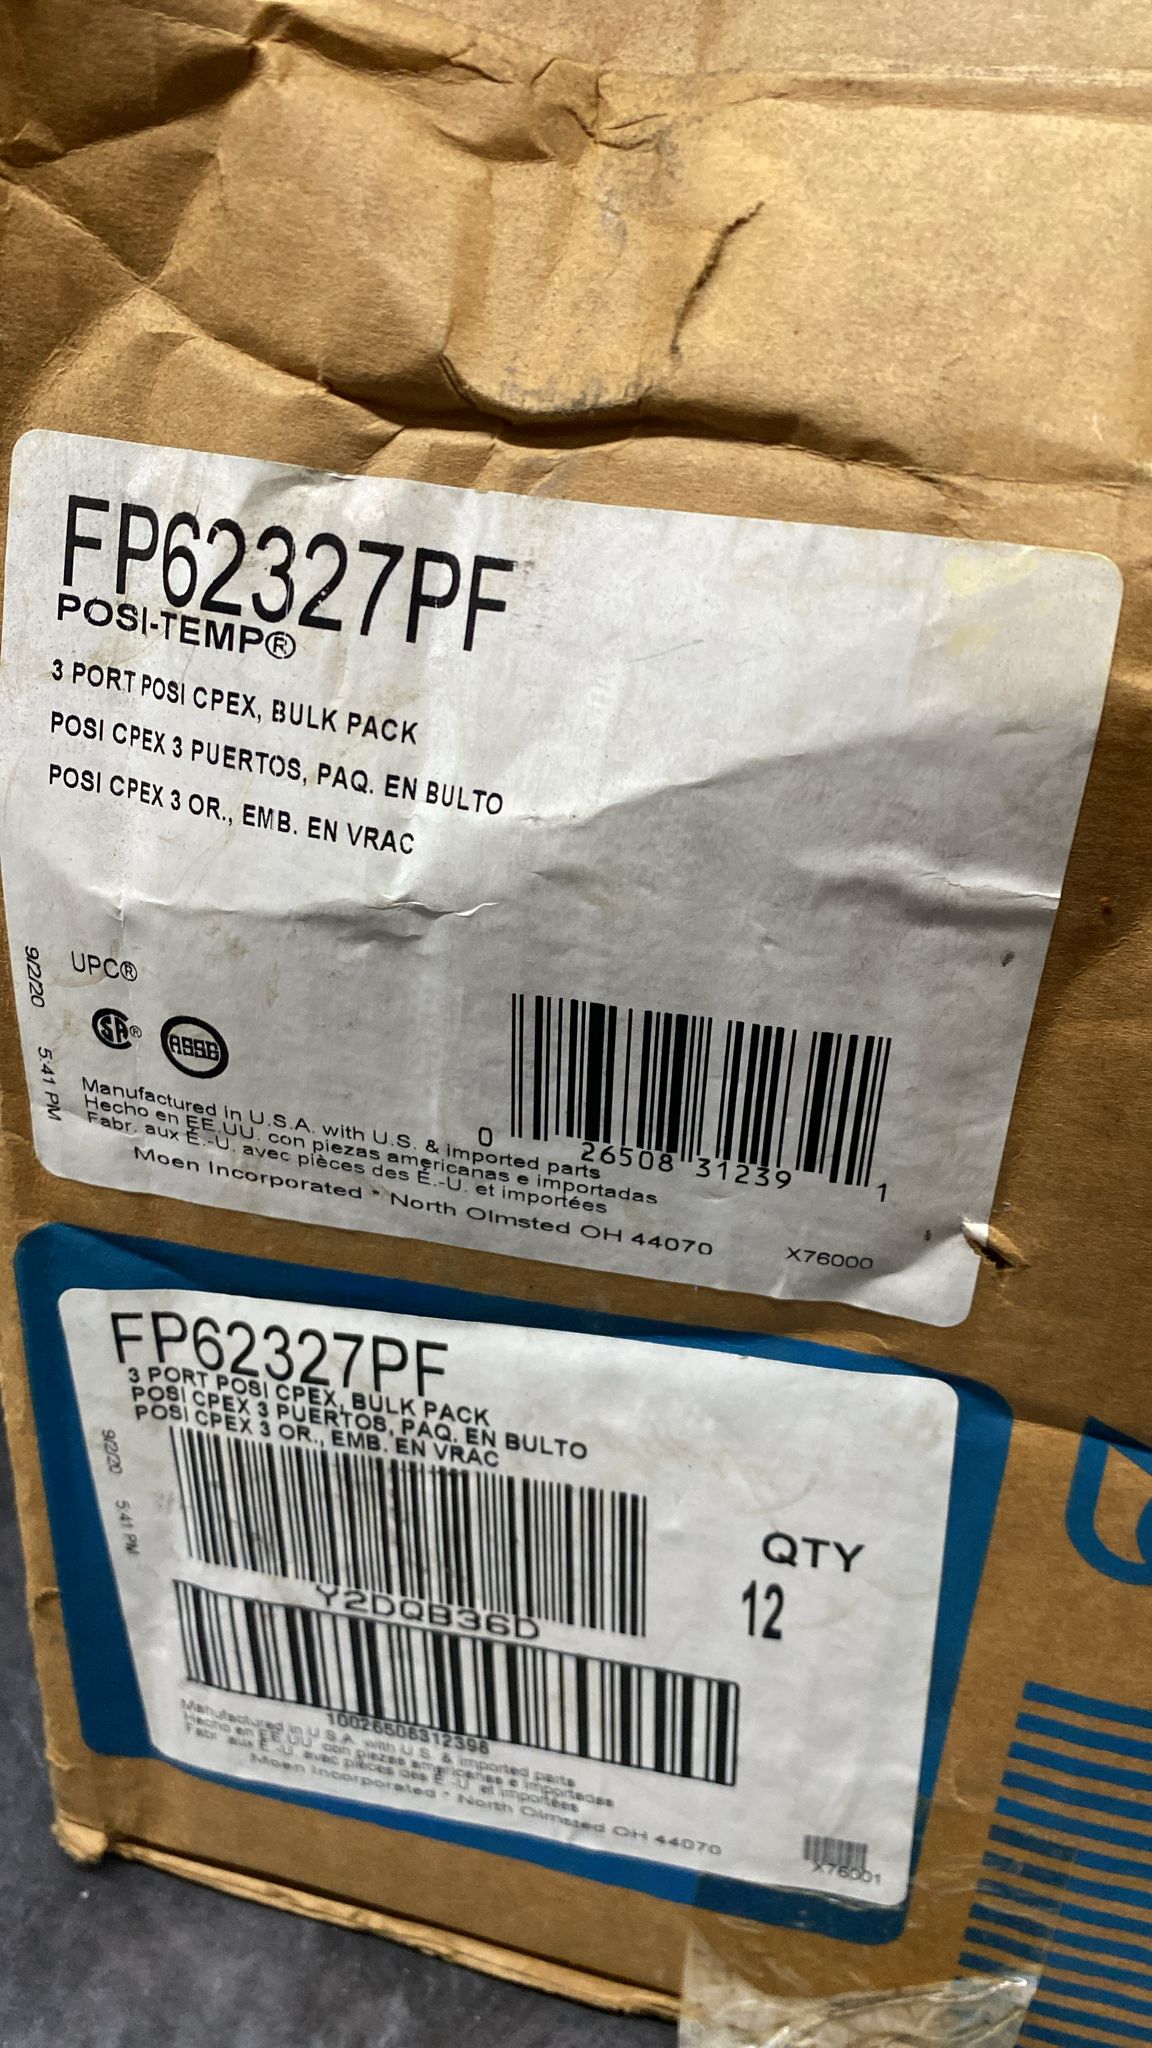 FP62327PF
POSI-TEMP®
3 PORT POSI CPEX, BULK PACK
POSI CPEX 3 PUERTOS, PAQ. EN BULTO
POSI CPEX 3 OR., EMB. EN VRAC
9/2/20 5:41 PM
UPC®
SA®
ASSE
0 26508 31239 1
Manufactured in U.S.A. with U.S. & imported parts
Hecho en EE.UU. con piezas americanas e importadas
Fabr. aux É.-U. avec pièces des É.-U. et importées
Moen Incorporated * North Olmsted OH 44070
X76000
FP62327PF
3 PORT POSI CPEX, BULK PACK
POSI CPEX 3 PUERTOS, PAQ. EN BULTO
POSI CPEX 3 OR., EMB. EN VRAC
9/2/20 5:41 PM
QTY
12
Y2DQB36D
10026508312398
Manufactured in U.S.A. with U.S. & imported parts
Hecho en EE.UU. con piezas americanas e importadas
Fabr. aux É.-U. avec pièces des É.-U. et importées
Moen Incorporated * North Olmsted OH 44070
X76001